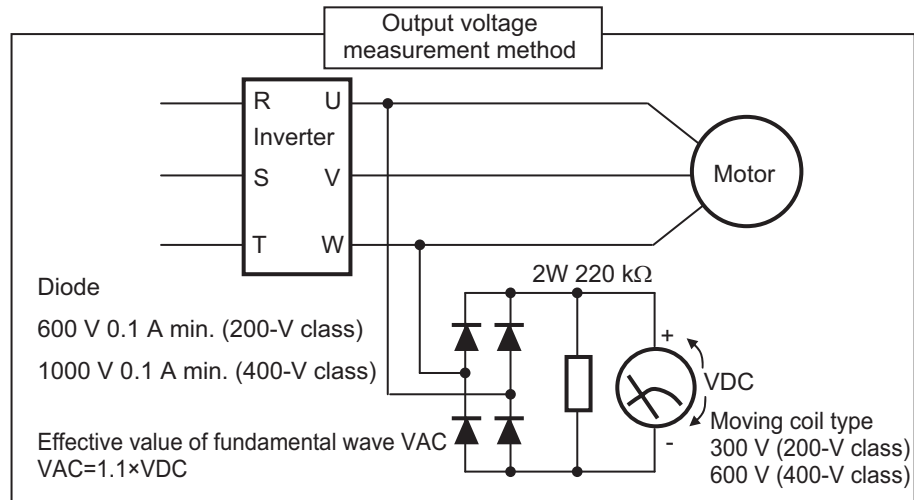 Output voltage
measurement method
R U
Inverter
S V
T W
Motor
2W 220 kΩ
Diode
600 V 0.1 A min. (200-V class)
1000 V 0.1 A min. (400-V class)
+
VDC
-
Moving coil type
300 V (200-V class)
600 V (400-V class)
Effective value of fundamental wave VAC
VAC=1.1×VDC